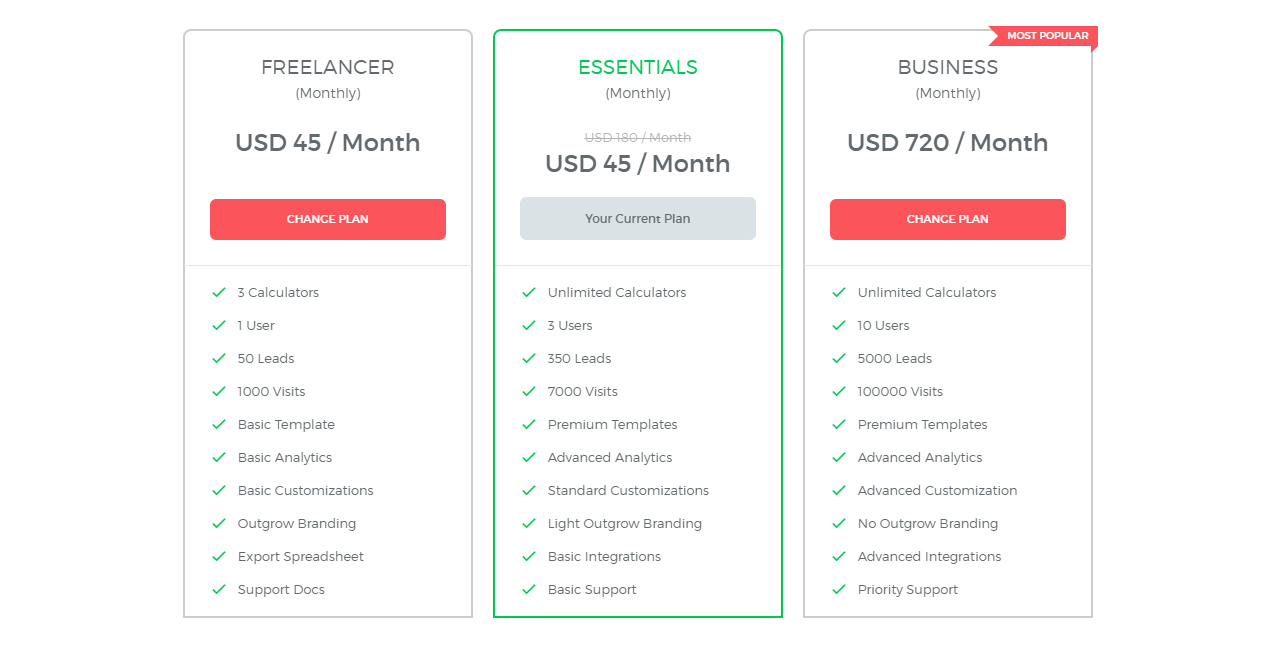 FREELANCER
(Monthly)
USD 45 / Month
CHANGE PLAN
3 Calculators
1 User
50 Leads
1000 Visits
Basic Template
Basic Analytics
Basic Customizations
Outgrow Branding
Export Spreadsheet
Support Docs
ESSENTIALS
(Monthly)
USD 180 / Month
USD 45 / Month
Your Current Plan
Unlimited Calculators
3 Users
350 Leads
7000 Visits
Premium Templates
Advanced Analytics
Standard Customizations
Light Outgrow Branding
Basic Integrations
Basic Support
MOST POPULAR
BUSINESS
(Monthly)
USD 720 / Month
CHANGE PLAN
Unlimited Calculators
10 Users
5000 Leads
100000 Visits
Premium Templates
Advanced Analytics
Advanced Customization
No Outgrow Branding
Advanced Integrations
Priority Support